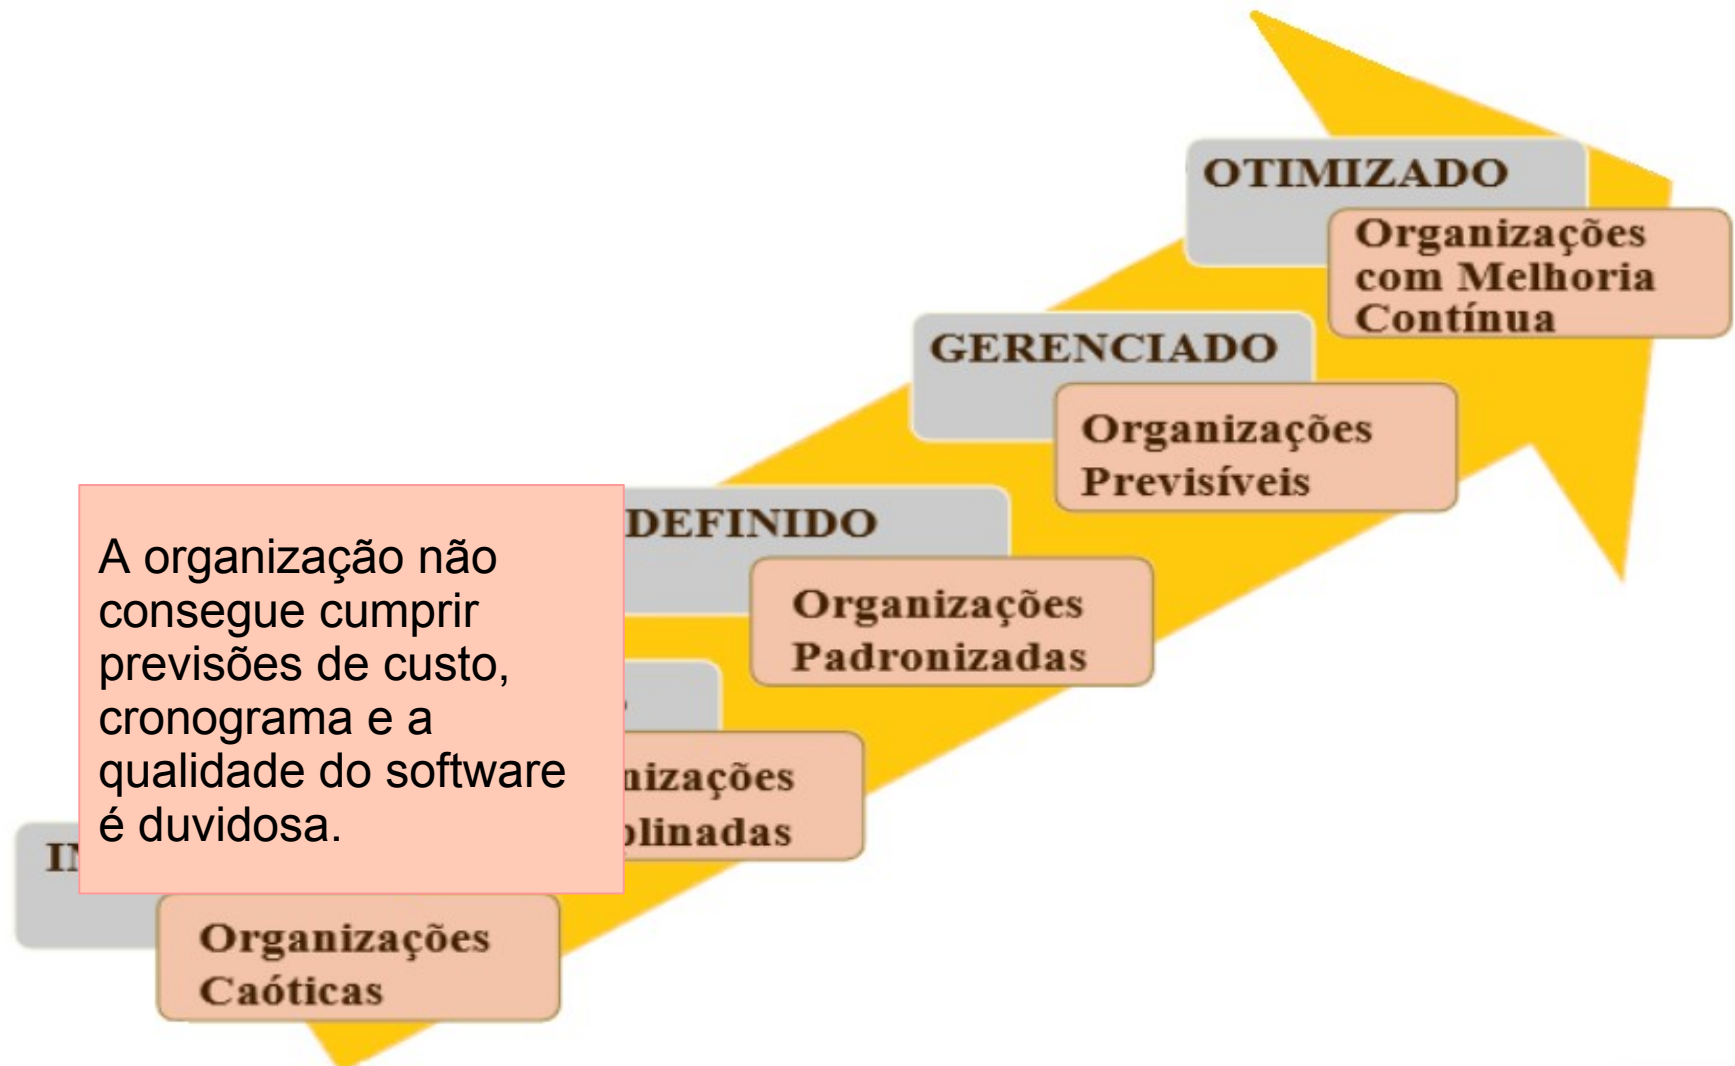 OTIMIZADO
Organizações
com Melhoria
Contínua
GERENCIADO
Organizações
Previsíveis
DEFINIDO
Organizações
Padronizadas
A organização não
consegue cumprir
previsões de custo,
cronograma e a
qualidade do software
é duvidosa.
Organizações
Caóticas